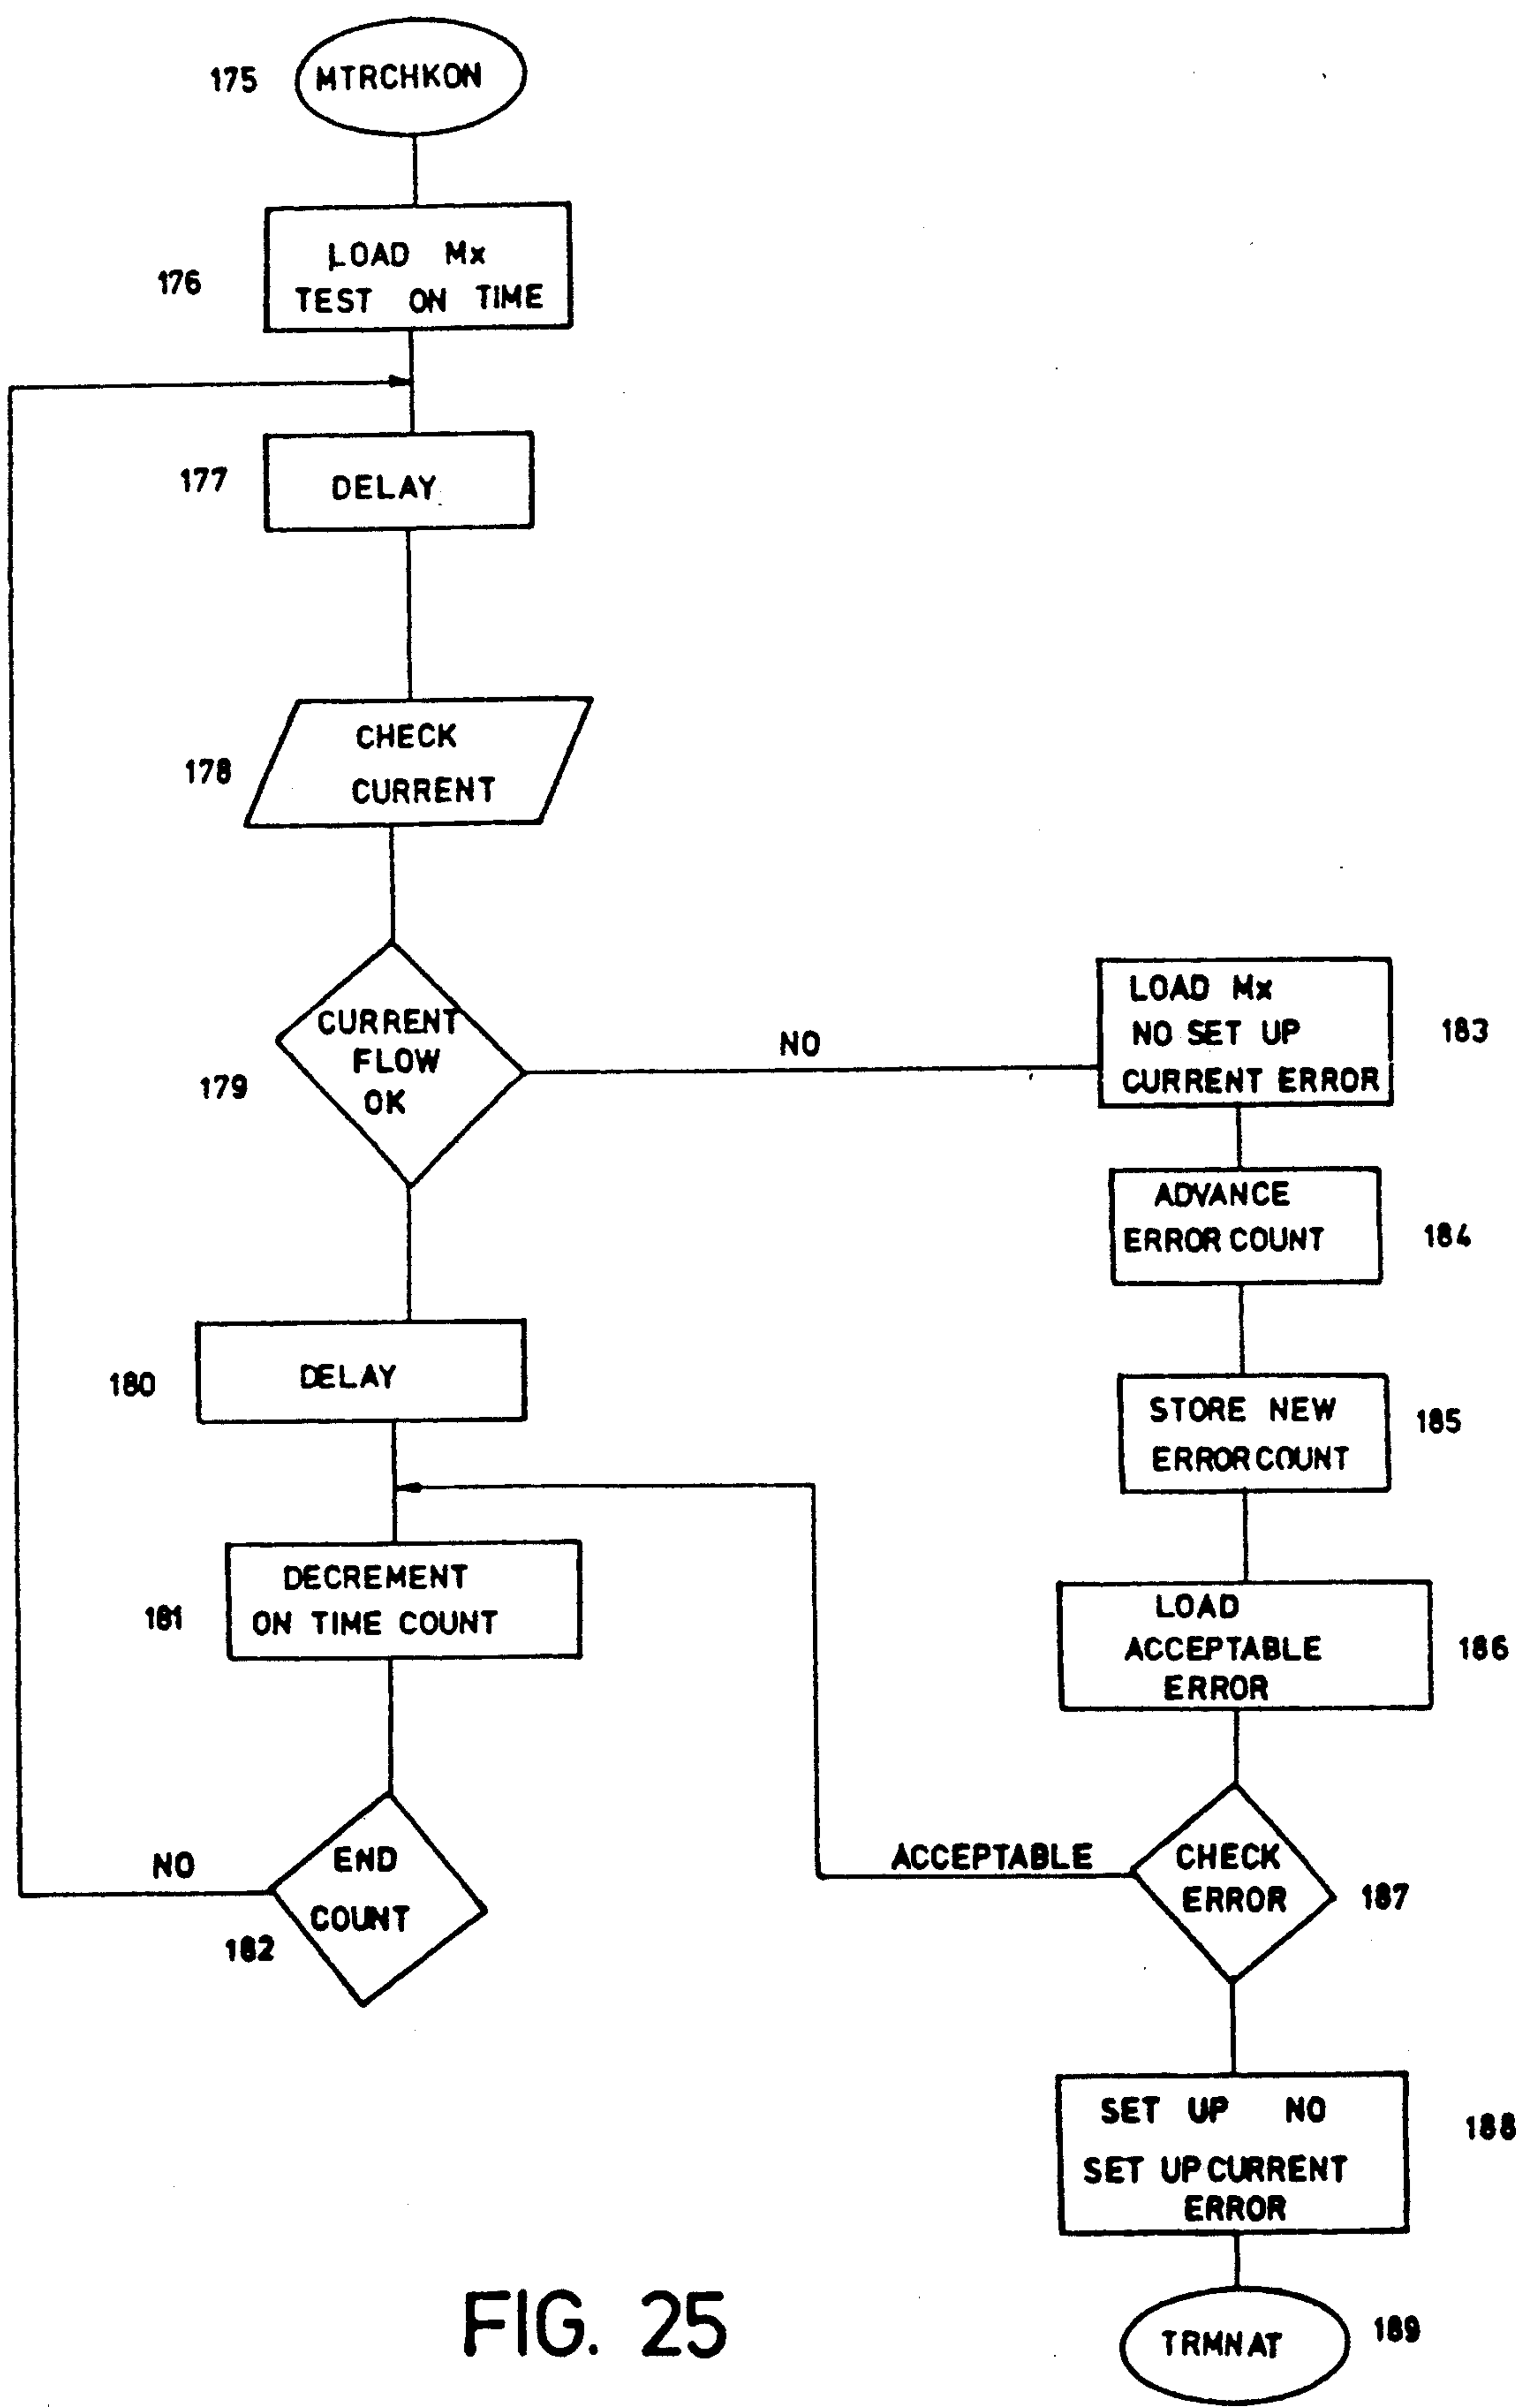 175
MTRCHKON
176
LOAD Mx
TEST ON TIME
177
DELAY
178
CHECK
CURRENT
179
CURRENT
FLOW
OK
NO
180
DELAY
181
DECREMENT
ON TIME COUNT
182
END
COUNT
NO
LOAD Mx
NO SET UP
CURRENT ERROR
183
ADVANCE
ERROR COUNT
184
STORE NEW
ERROR COUNT
185
LOAD
ACCEPTABLE
ERROR
186
ACCEPTABLE
CHECK
ERROR
187
SET UP NO
SET UP CURRENT
ERROR
188
TRMNAT
189
FIG. 25